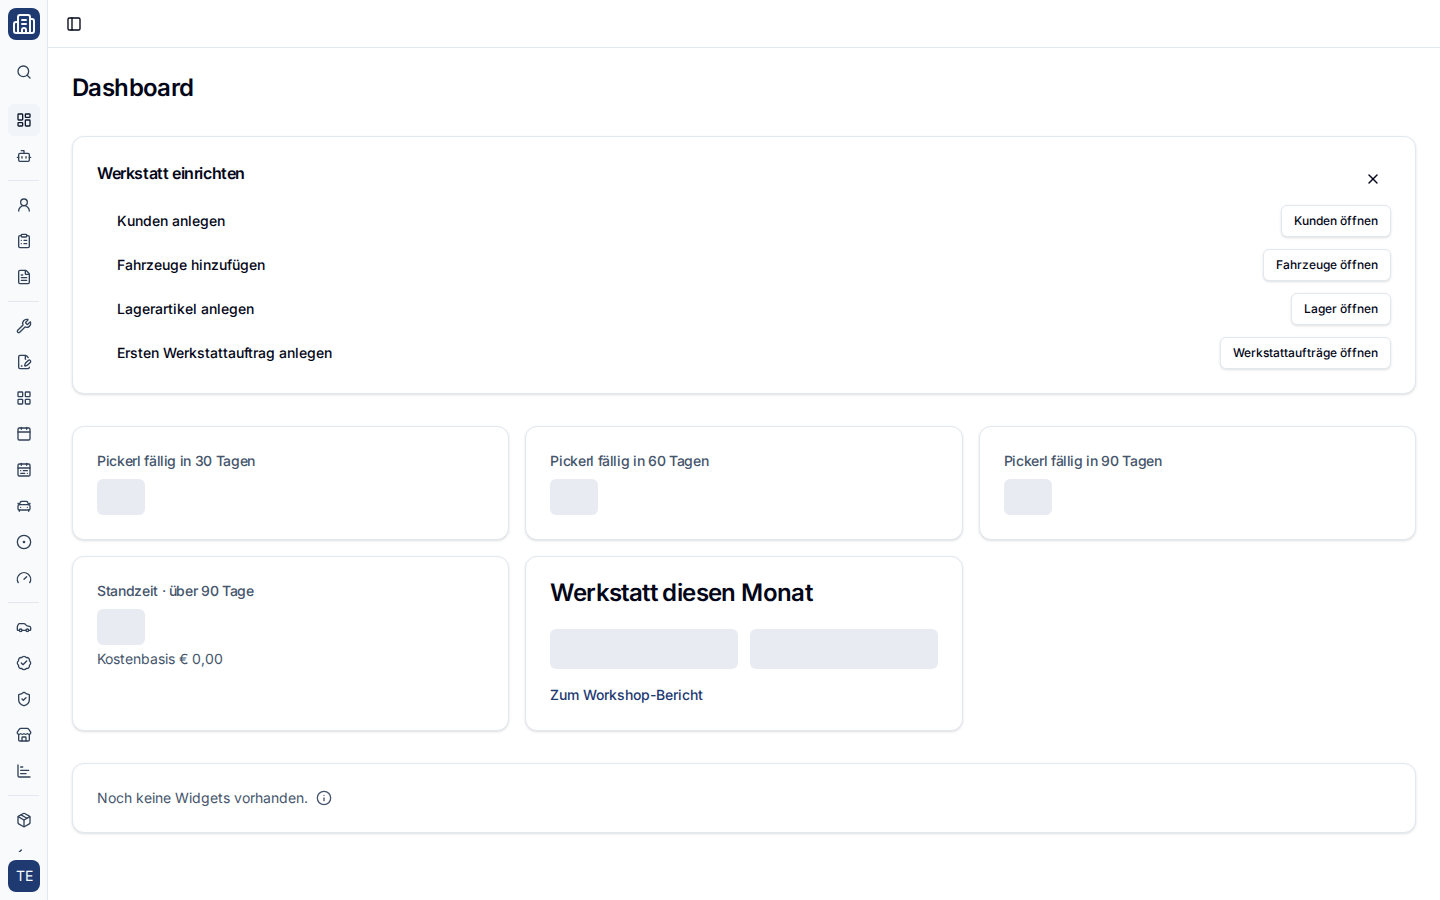 Dashboard
Werkstatt einrichten
Kunden anlegen
Kunden öffnen
Fahrzeuge hinzufügen
Fahrzeuge öffnen
Lagerartikel anlegen
Lager öffnen
Ersten Werkstattauftrag anlegen
Werkstattaufträge öffnen
Pickerl fällig in 30 Tagen
Pickerl fällig in 60 Tagen
Pickerl fällig in 90 Tagen
Standzeit · über 90 Tage
Kostenbasis € 0,00
Werkstatt diesen Monat
Zum Workshop-Bericht
Noch keine Widgets vorhanden.
TE